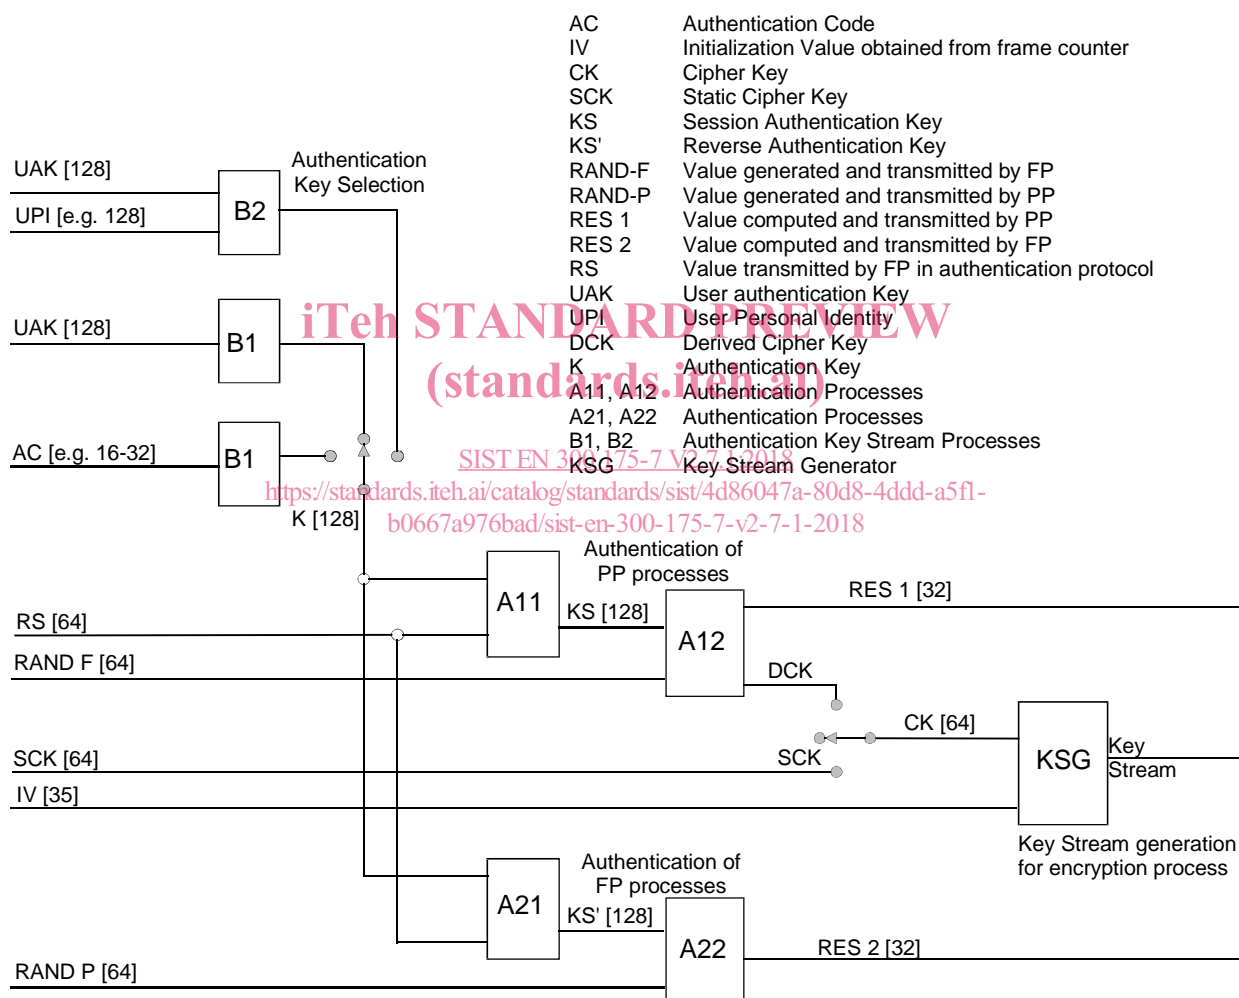 AC Authentication Code
IV Initialization Value obtained from frame counter
CK Cipher Key
SCK Static Cipher Key
KS Session Authentication Key
KS' Reverse Authentication Key
RAND-F Value generated and transmitted by FP
RAND-P Value generated and transmitted by PP
RES 1 Value computed and transmitted by PP
RES 2 Value computed and transmitted by FP
RS Value transmitted by FP in authentication protocol
UAK User authentication Key
UPI User Personal Identity
DCK Derived Cipher Key
K Authentication Key
A11, A12 Authentication Processes
A21, A22 Authentication Processes
B1, B2 Authentication Key Stream Processes
KSG Key Stream Generator
UAK [128]
UPI [e.g. 128]
B2
Authentication
Key Selection
UAK [128]
B1
AC [e.g. 16-32]
B1
K [128]
iTeh STANDARD PREVIEW
(standards.iteh.ai)
SIST EN 300 175-7 V2.7.1:2018
https://standards.iteh.ai/catalog/standards/sist/4d86047a-80d8-4ddd-a5f1-
b0667a976bad/sist-en-300-175-7-v2-7-1-2018
Authentication of
PP processes
A11
KS [128]
A12
RES 1 [32]
RS [64]
RAND F [64]
DCK
CK [64]
SCK [64]
SCK
KSG
Key
Stream
IV [35]
Key Stream generation
for encryption process
Authentication of
FP processes
A21
KS' [128]
A22
RES 2 [32]
RAND P [64]